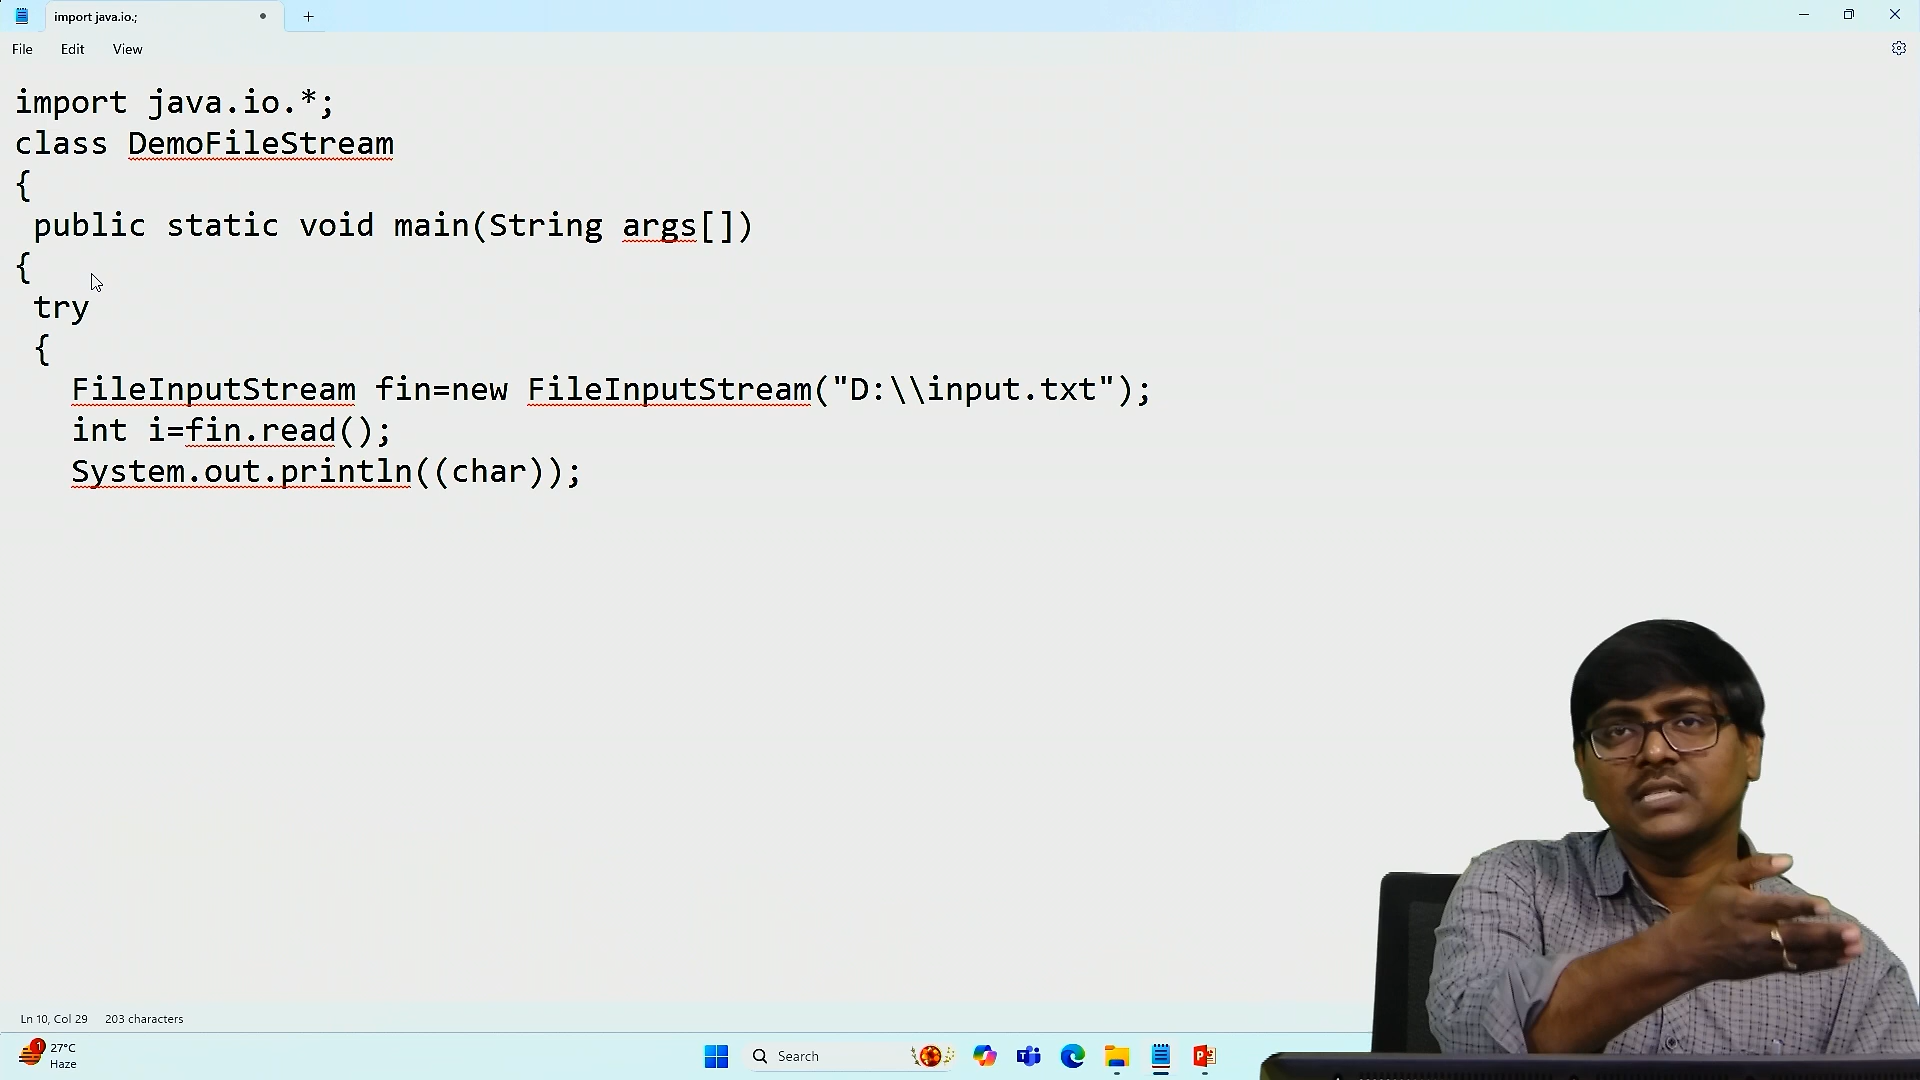 import java.io.;
File Edit View
import java.io.*;
class DemoFileStream
{
public static void main(String args[])
{
try
{
FileInputStream fin=new FileInputStream("D:\\input.txt");
int i=fin.read();
System.out.println((char));
Ln 10, Col 29 203 characters
1 27°C
Haze
Search